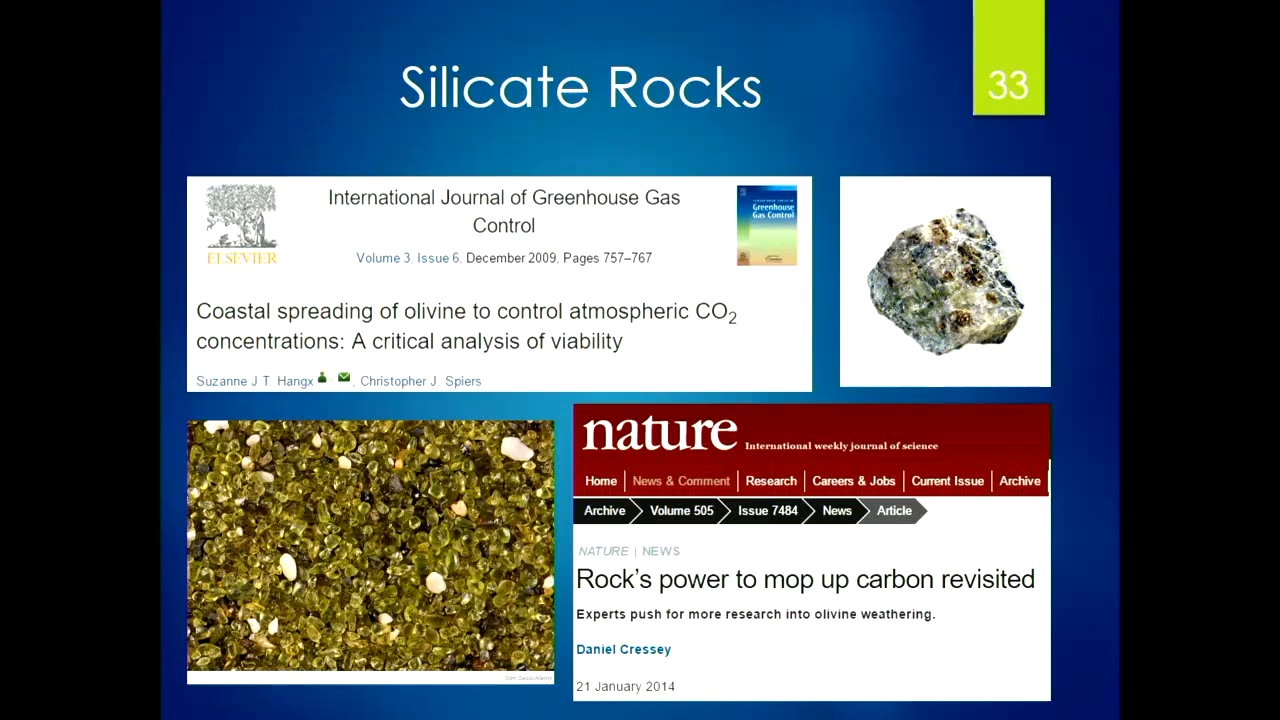 Silicate Rocks
33
ELSEVIER
International Journal of Greenhouse Gas
Control
Volume 3, Issue 6, December 2009, Pages 757–767
Greenhouse
Gas Control
Coastal spreading of olivine to control atmospheric CO2
concentrations: A critical analysis of viability
Suzanne J.T. Hangx, Christopher J. Spiers
nature International weekly journal of science
Home News & Comment Research Careers & Jobs Current Issue Archive
Archive Volume 505 Issue 7484 News Article
NATURE | NEWS
Rock's power to mop up carbon revisited
Experts push for more research into olivine weathering.
Daniel Cressey
21 January 2014